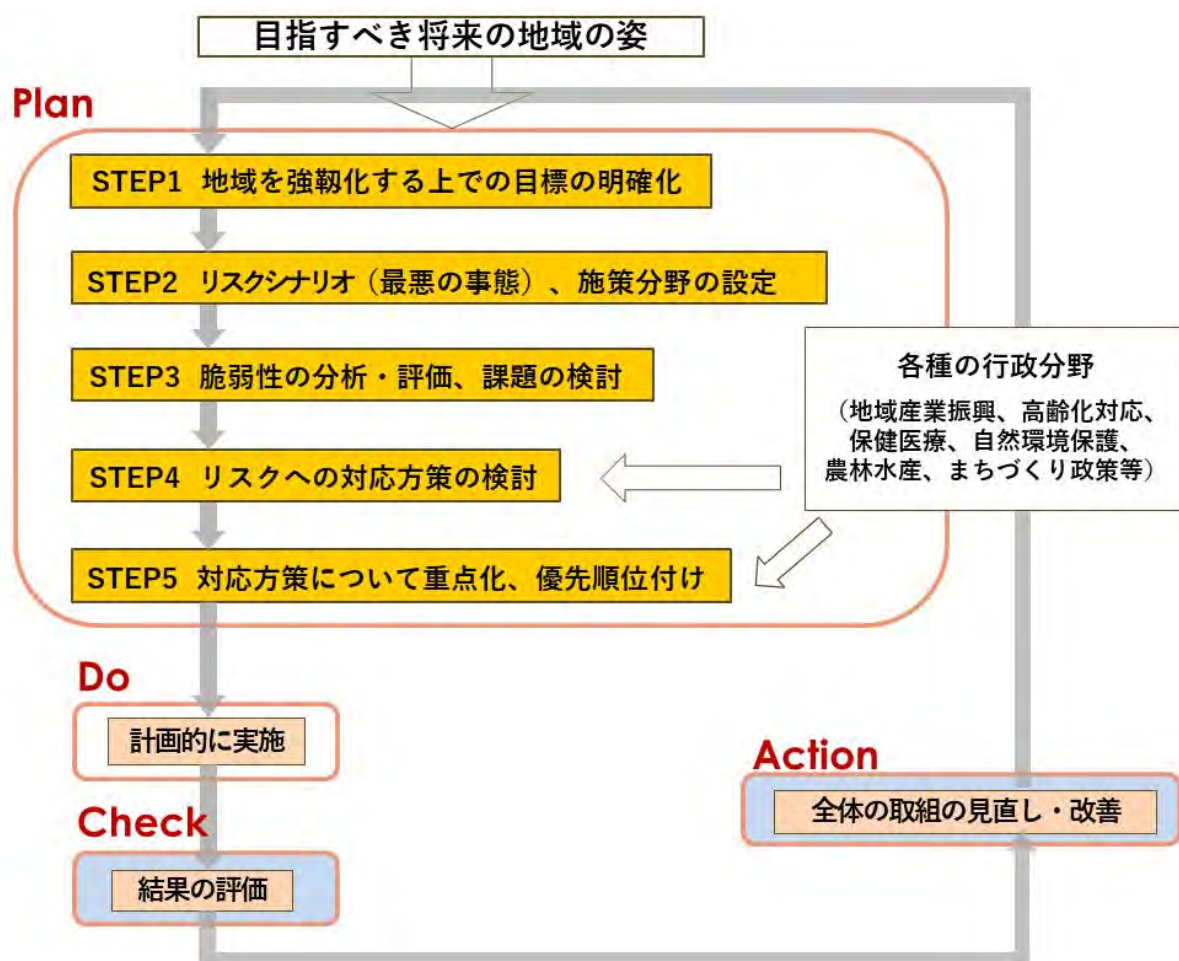 目指すべき将来の地域の姿
Plan
STEP1 地域を強靱化する上での目標の明確化
STEP2 リスクシナリオ（最悪の事態）、施策分野の設定
STEP3 脆弱性の分析・評価、課題の検討
STEP4 リスクへの対応方策の検討
STEP5 対応方策について重点化、優先順位付け
各種の行政分野
（地域産業振興、高齢化対応、
保健医療、自然環境保護、
農林水産、まちづくり政策等）
Do
計画的に実施
Check
結果の評価
Action
全体の取組の見直し・改善